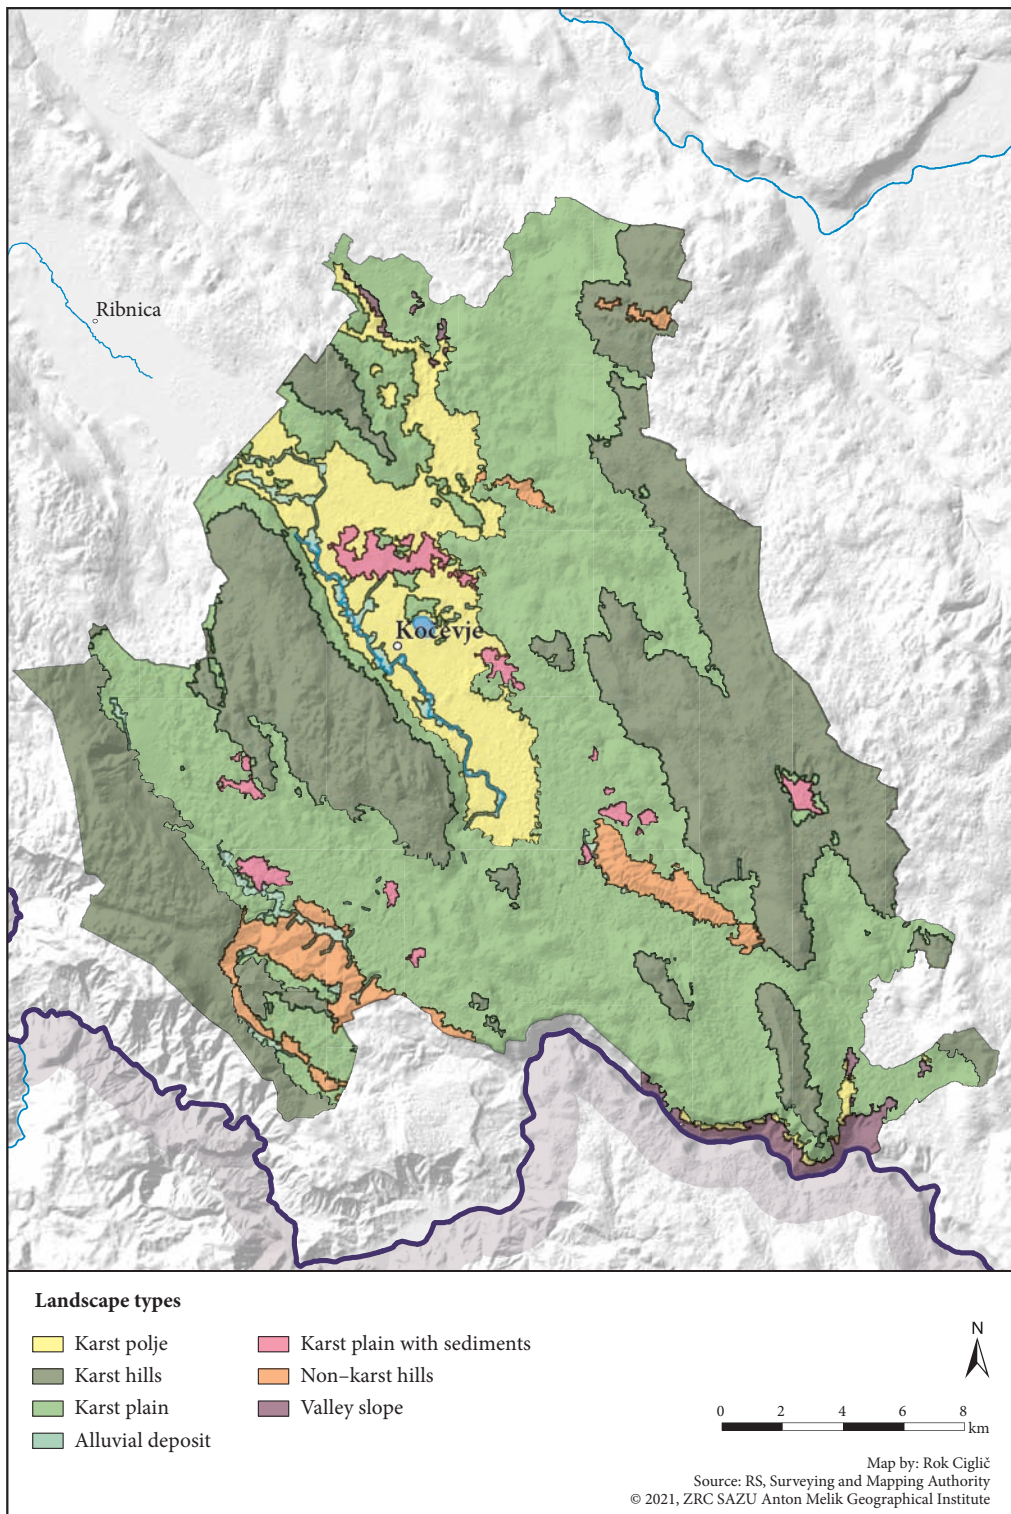 Ribnica
Kočevje
Landscape types
Karst polje
Karst hills
Karst plain
Alluvial deposit
Karst plain with sediments
Non–karst hills
Valley slope
N
0 2 4 6 8
km
Map by: Rok Ciglič
Source: RS, Surveying and Mapping Authority
© 2021, ZRC SAZU Anton Melik Geographical Institute